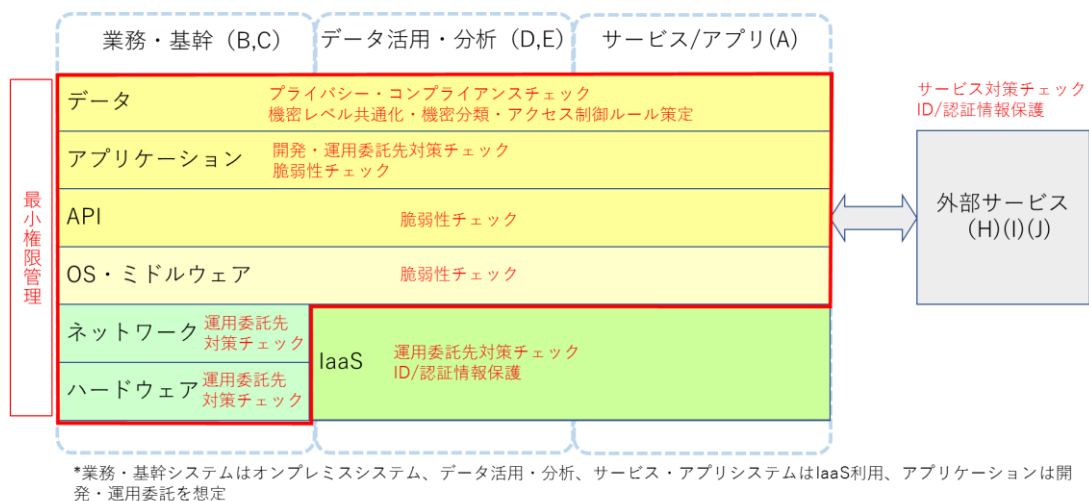 業務・基幹（B,C）
データ活用・分析（D,E）
サービス/アプリ(A)
最小権限管理
データ
プライバシー・コンプライアンスチェック
機密レベル共通化・機密分類・アクセス制御ルール策定
アプリケーション
開発・運用委託先対策チェック
脆弱性チェック
API
脆弱性チェック
OS・ミドルウェア
脆弱性チェック
ネットワーク
運用委託先
対策チェック
ハードウェア
運用委託先
対策チェック
IaaS
運用委託先対策チェック
ID/認証情報保護
サービス対策チェック
ID/認証情報保護
外部サービス
(H)(I)(J)
*業務・基幹システムはオンプレミスシステム、データ活用・分析、サービス・アプリシステムはIaaS利用、アプリケーションは開
発・運用委託を想定